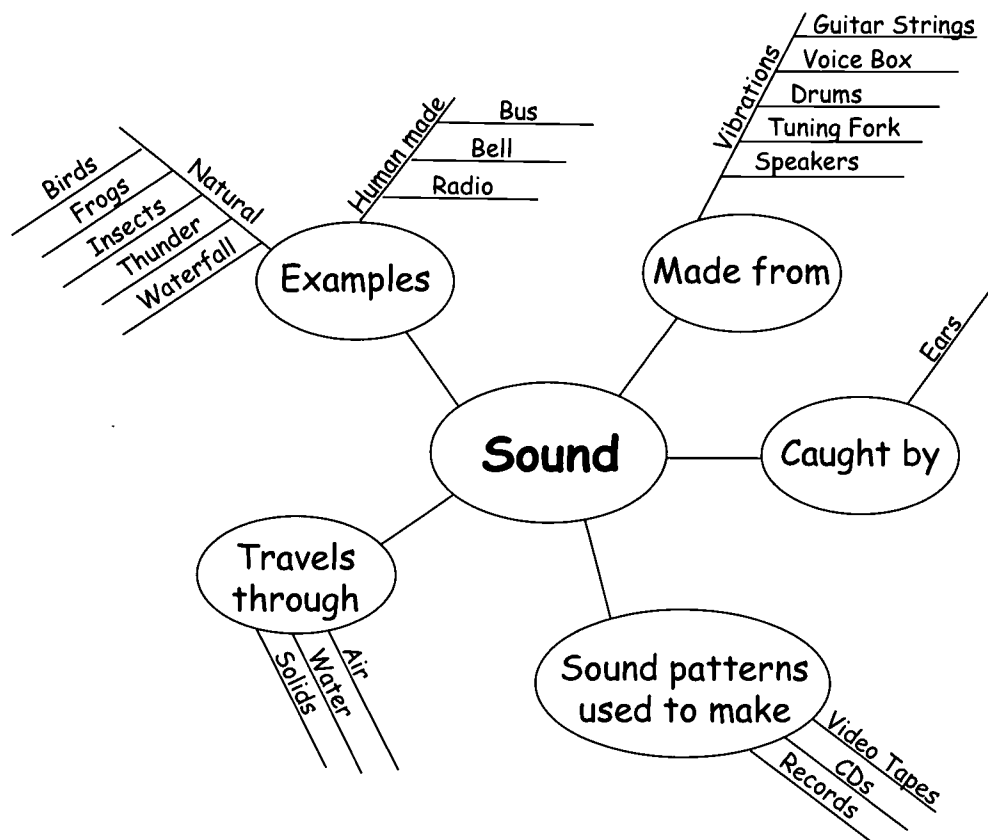 Guitar Strings
Voice Box
Drums
Tuning Fork
Speakers
Vibrations
Made from
Human made
Bus
Bell
Radio
Natural
Birds
Frogs
Insects
Thunder
Waterfall
Examples
Ears
Caught by
Sound
Travels
through
Solids
Water
Air
Sound patterns
used to make
Video Tapes
CDs
Records